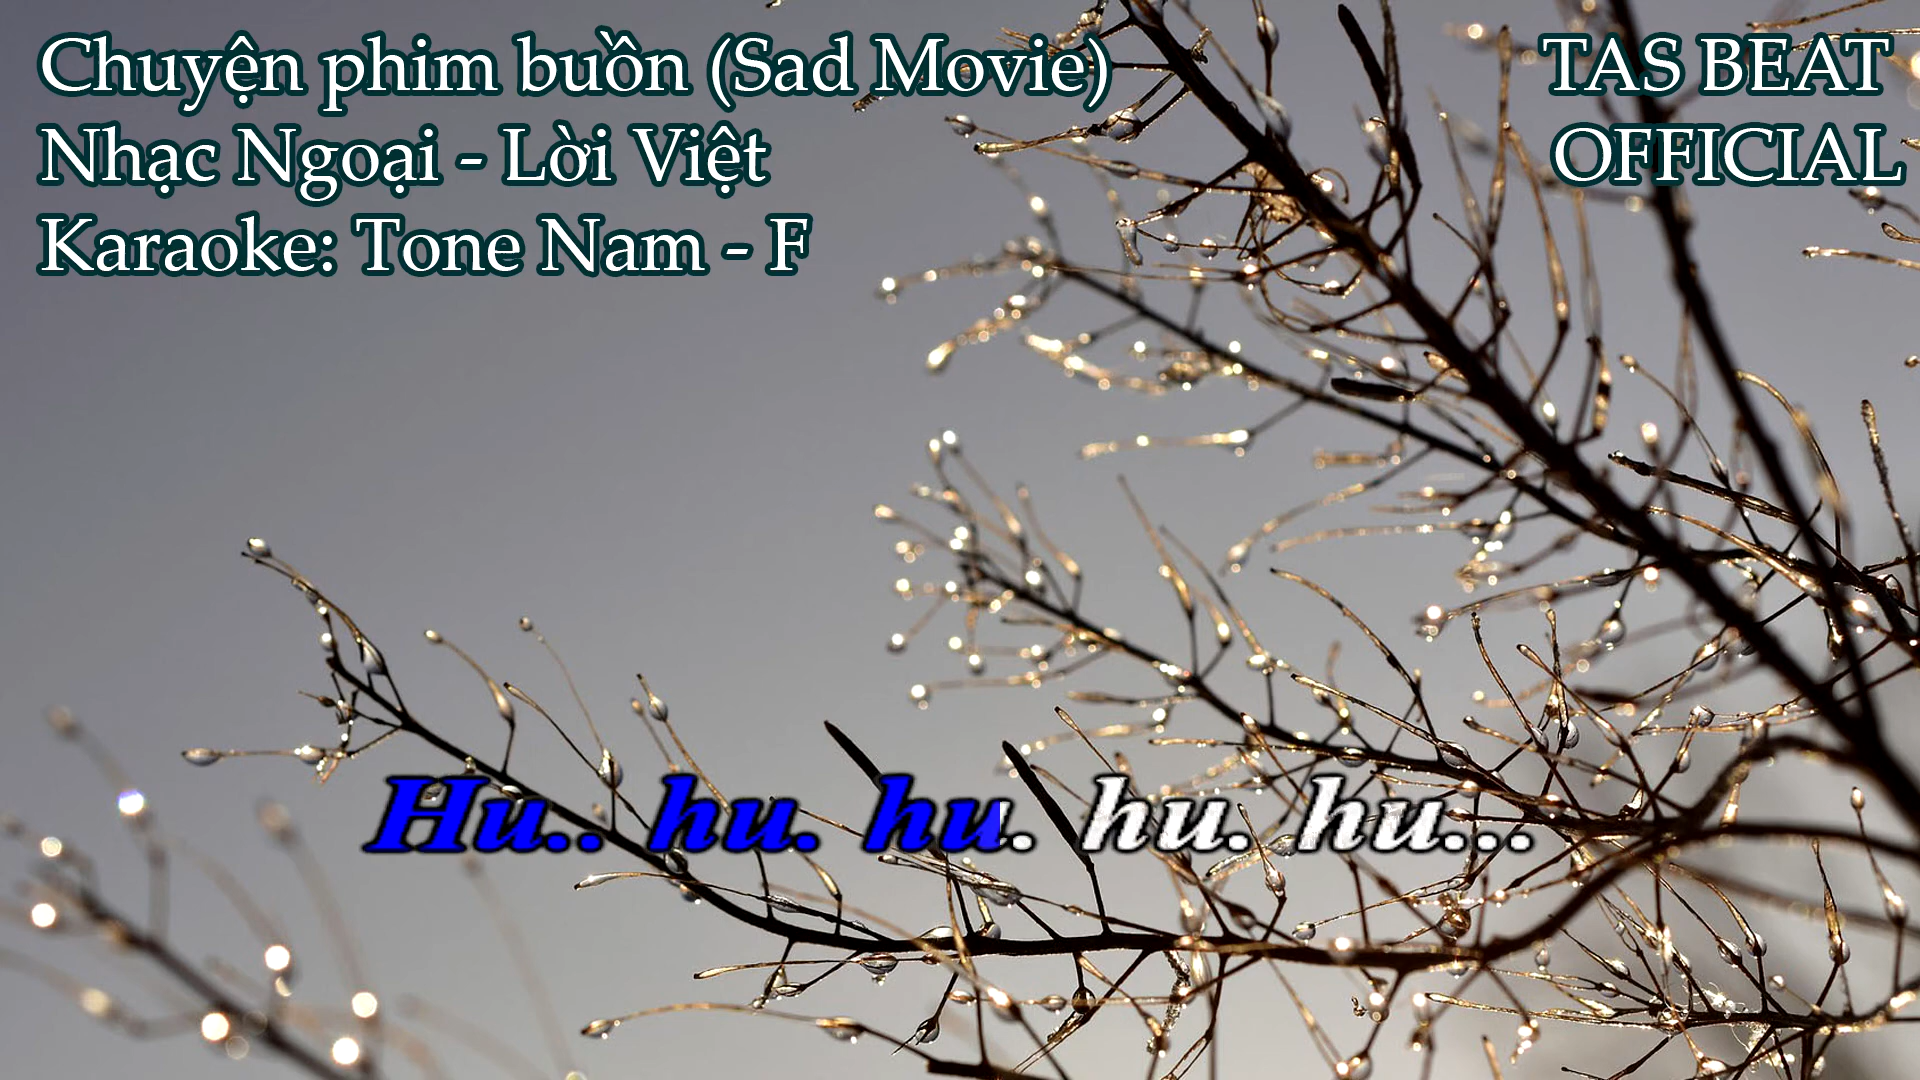 Chuyện phim buồn (Sad Movie)
Nhạc Ngoại - Lời Việt
Karaoke: Tone Nam - F
TAS BEAT
OFFICIAL
Hu.. hu. hu. hu. hu...